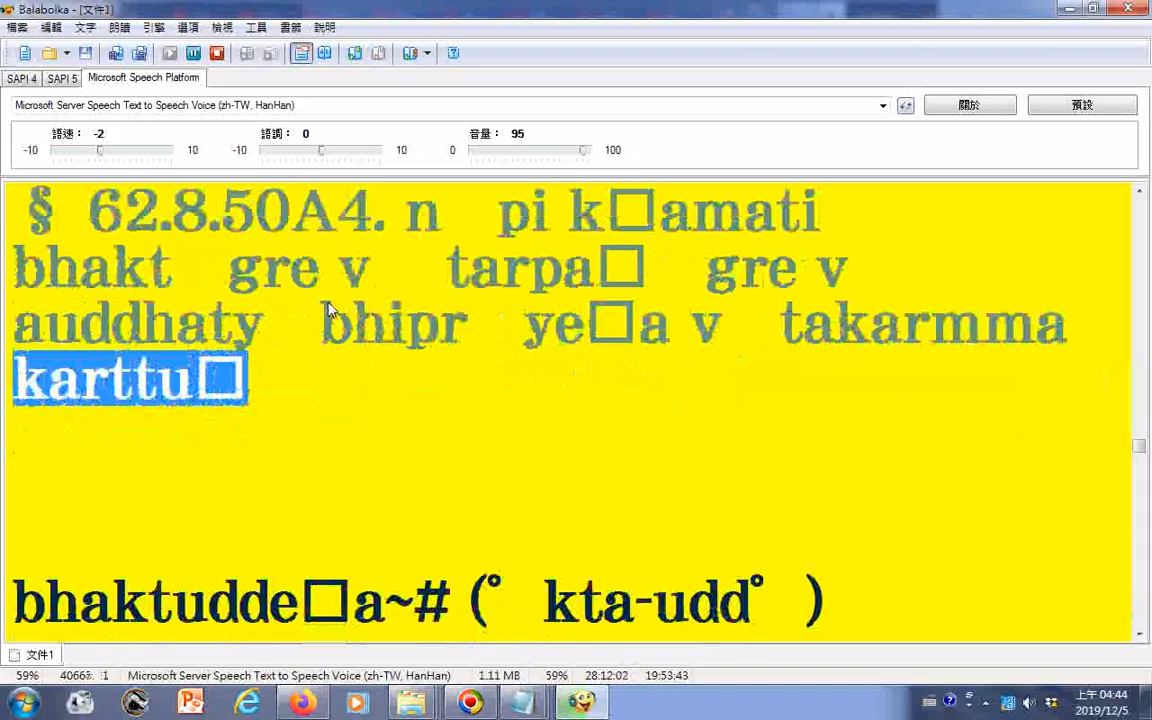 Balabolka - [文件1]
檔案 編輯 文字 朗讀 引擎 選項 檢視 工具 書籤 說明
SAPI 4 SAPI 5 Microsoft Speech Platform
Microsoft Server Speech Text to Speech Voice (zh-TW, HanHan) 關於 預設
語速： -2 語調： 0 音量： 95
-10 10 -10 10 0 100
§ 62.8.50A4. n pi k□amati
bhakt gre v tarpa□ gre v
auddhaty bhipr ye□a v takarmma
karttu□
bhaktudde□a~# (° kta-udd° )
文件1
59% 40668. :1 Microsoft Server Speech Text to Speech Voice (zh-TW, HanHan) 1.11 MB 59% 28:12:02 19:53:43
上午 04:44
2019/12/5